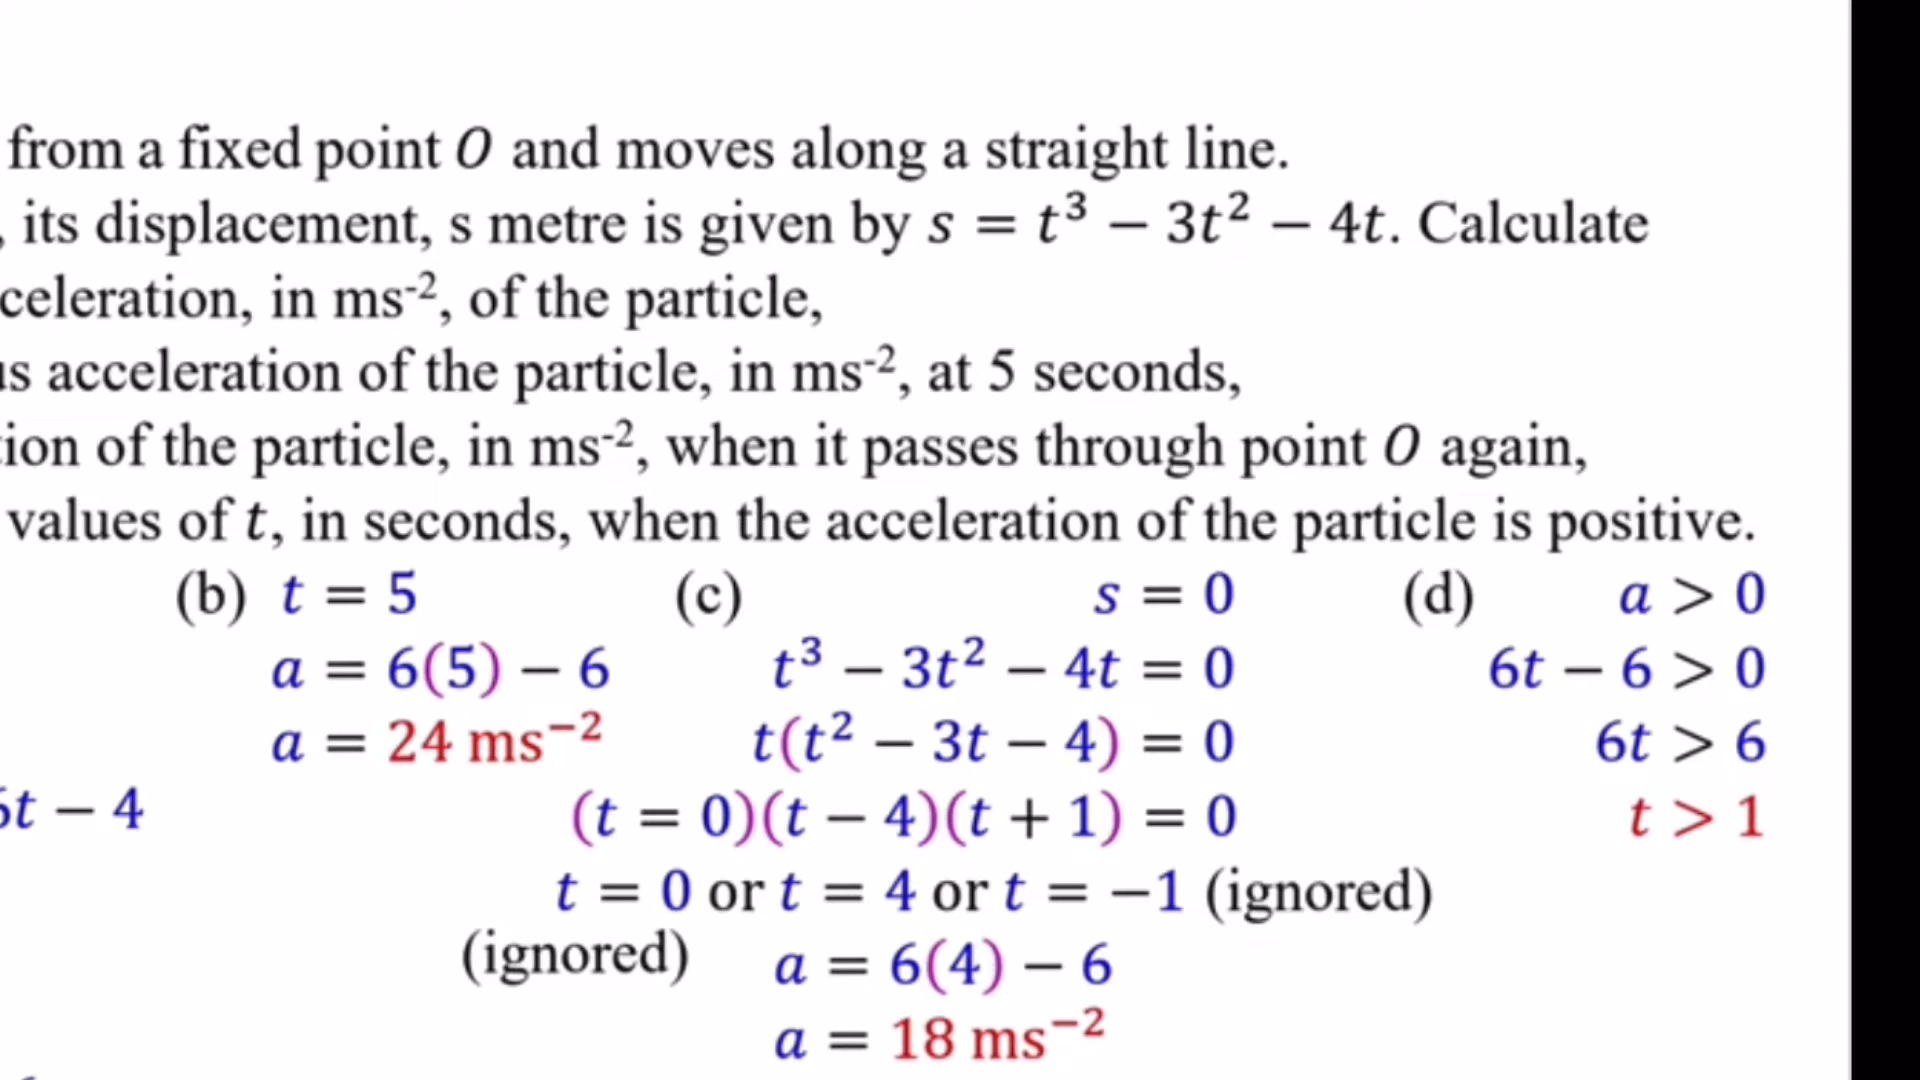 from a fixed point O and moves along a straight line.
, its displacement, s metre is given by s = t³ − 3t² − 4t. Calculate
celeration, in ms⁻², of the particle,
us acceleration of the particle, in ms⁻², at 5 seconds,
ion of the particle, in ms⁻², when it passes through point O again,
values of t, in seconds, when the acceleration of the particle is positive.
(b) t = 5 (c) s = 0 (d) a > 0
a = 6(5) − 6 t³ − 3t² − 4t = 0 6t − 6 > 0
a = 24 ms⁻² t(t² − 3t − 4) = 0 6t > 6
6t − 4 (t = 0)(t − 4)(t + 1) = 0 t > 1
t = 0 or t = 4 or t = −1 (ignored)
(ignored) a = 6(4) − 6
a = 18 ms⁻²